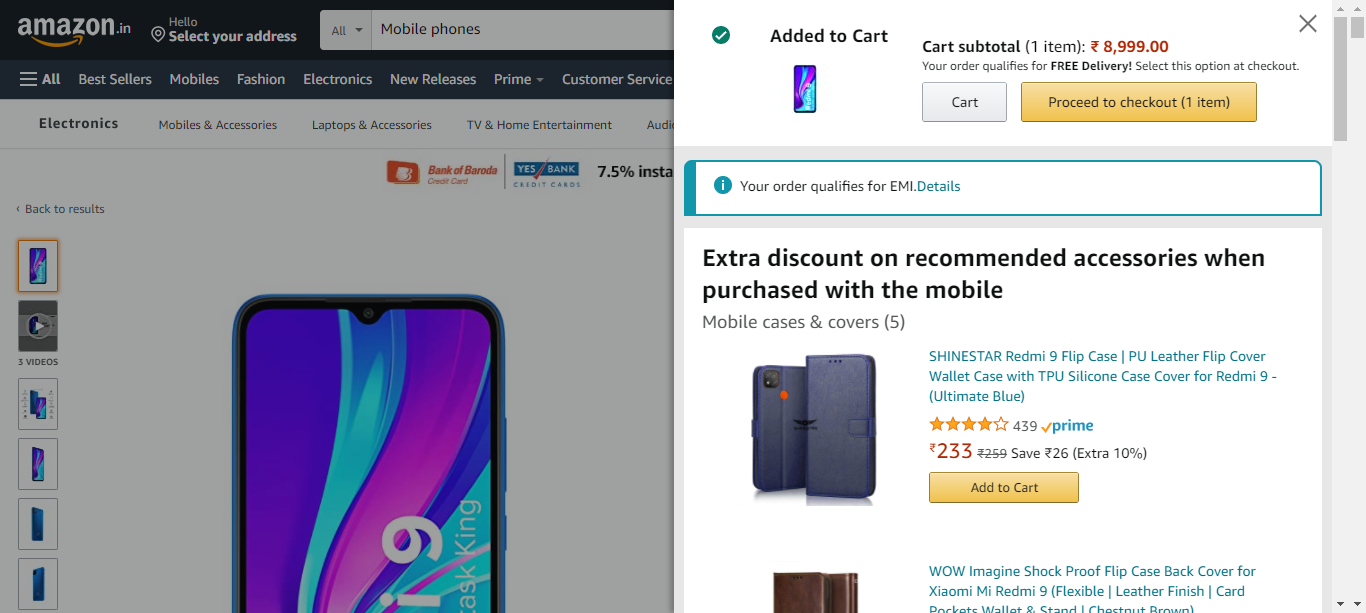 amazon.in
Hello
Select your address
All
Mobile phones
All
Best Sellers
Mobiles
Fashion
Electronics
New Releases
Prime
Customer Service
Electronics
Mobiles & Accessories
Laptops & Accessories
TV & Home Entertainment
Audi
Bank of Baroda
Credit Card
YES BANK
CREDIT CARDS
7.5% insta
‹ Back to results
3 VIDEOS
Added to Cart
Cart subtotal (1 item): ₹ 8,999.00
Your order qualifies for FREE Delivery! Select this option at checkout.
Cart
Proceed to checkout (1 item)
Your order qualifies for EMI.Details
Extra discount on recommended accessories when
purchased with the mobile
Mobile cases & covers (5)
SHINESTAR Redmi 9 Flip Case | PU Leather Flip Cover
Wallet Case with TPU Silicone Case Cover for Redmi 9 -
(Ultimate Blue)
439 prime
₹233 ₹259 Save ₹26 (Extra 10%)
Add to Cart
WOW Imagine Shock Proof Flip Case Back Cover for
Xiaomi Mi Redmi 9 (Flexible | Leather Finish | Card
Pockets Wallet & Stand | Chestnut Brown)